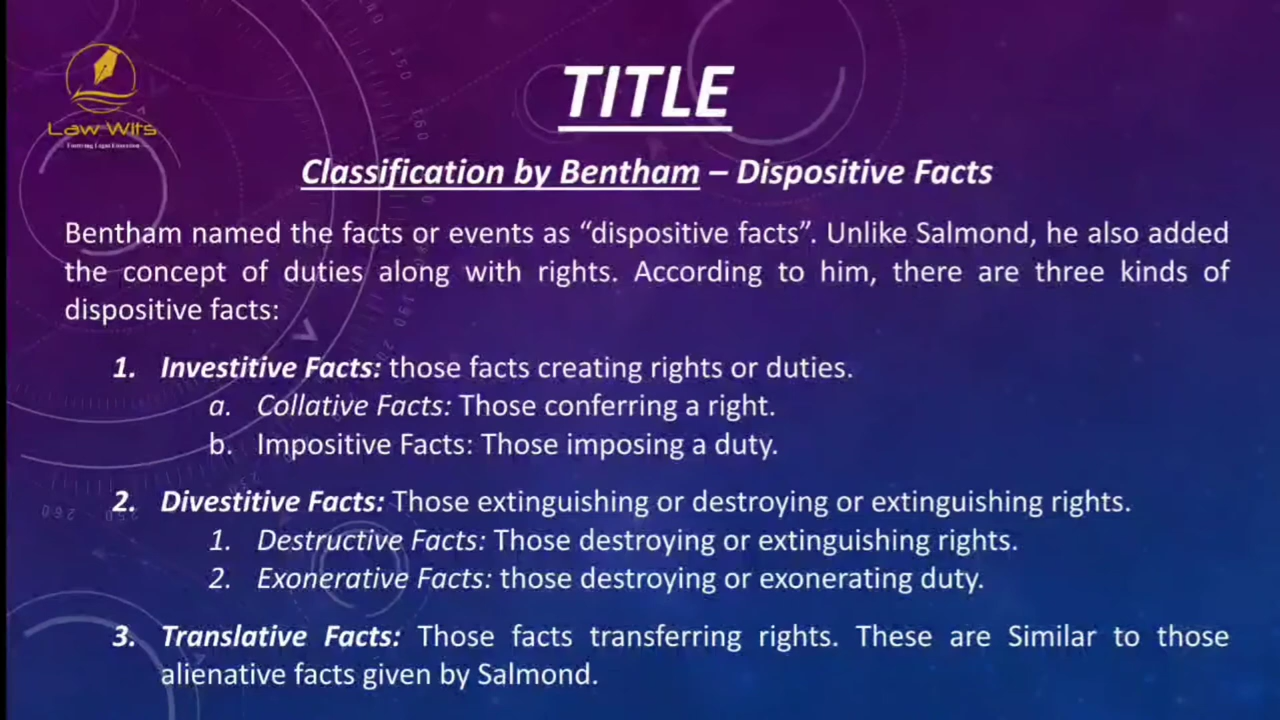 Law Wits
TITLE
Classification by Bentham – Dispositive Facts
Bentham named the facts or events as “dispositive facts”. Unlike Salmond, he also added
the concept of duties along with rights. According to him, there are three kinds of
dispositive facts:
1. Investitive Facts: those facts creating rights or duties.
a. Collative Facts: Those conferring a right.
b. Impositive Facts: Those imposing a duty.
2. Divestitive Facts: Those extinguishing or destroying or extinguishing rights.
1. Destructive Facts: Those destroying or extinguishing rights.
2. Exonerative Facts: those destroying or exonerating duty.
3. Translative Facts: Those facts transferring rights. These are Similar to those
alienative facts given by Salmond.